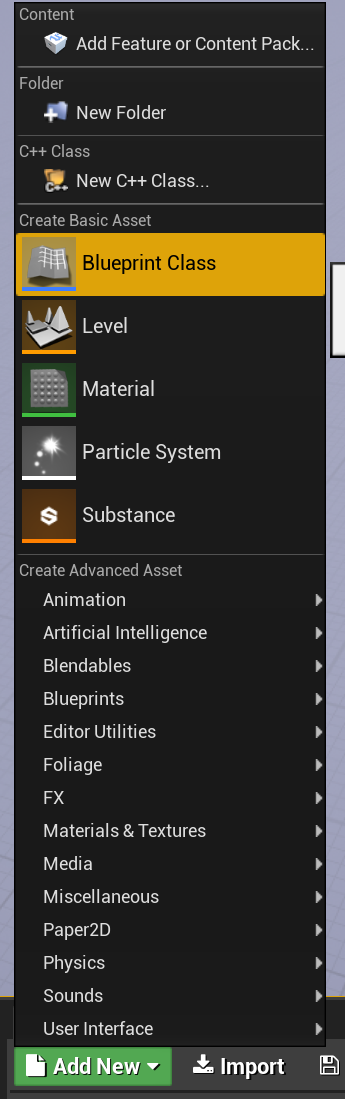 Content
Add Feature or Content Pack...
Folder
New Folder
C++ Class
New C++ Class...
Create Basic Asset
Blueprint Class
Level
Material
Particle System
Substance
Create Advanced Asset
Animation
Artificial Intelligence
Blendables
Blueprints
Editor Utilities
Foliage
FX
Materials & Textures
Media
Miscellaneous
Paper2D
Physics
Sounds
User Interface
Add New Import